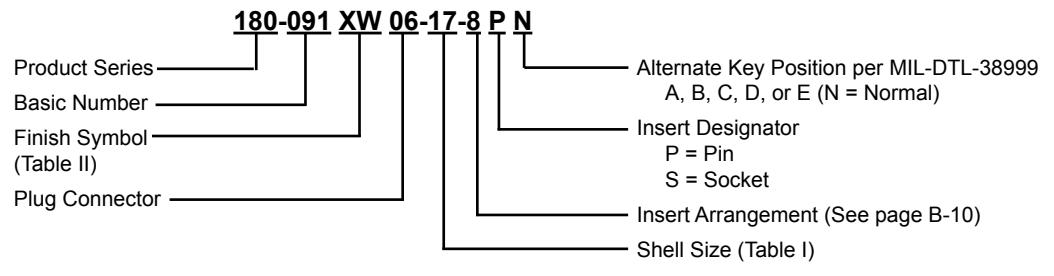 180-091 XW 06-17-8 P N
Product Series
Basic Number
Finish Symbol
(Table II)
Plug Connector
Alternate Key Position per MIL-DTL-38999
A, B, C, D, or E (N = Normal)
Insert Designator
P = Pin
S = Socket
Insert Arrangement (See page B-10)
Shell Size (Table I)